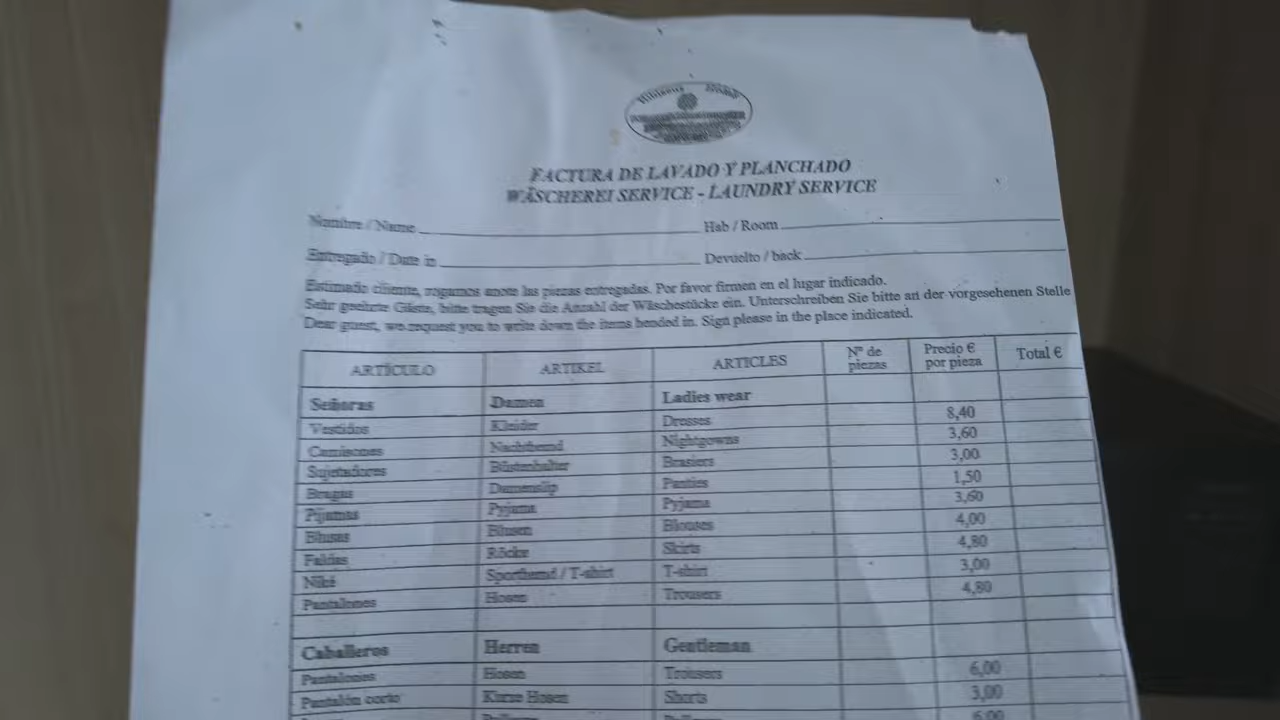 FACTURA DE LAVADO Y PLANCHADO
WÄSCHEREI SERVICE - LAUNDRY SERVICE
Nombre / Name Hab / Room
Entregado / Date in Devuelto / back
Estimado cliente, rogamos anote las piezas entregadas. Por favor firmen en el lugar indicado.
Sehr geehrte Gäste, bitte tragen Sie die Anzahl der Wäschestücke ein. Unterschreiben Sie bitte an der vorgesehenen Stelle
Dear guest, we request you to write down the items handed in. Sign please in the place indicated.
ARTÍCULO ARTIKEL ARTICLES Nº de piezas Precio € por pieza Total €
Señoras Damen Ladies wear
Vestidos Kleider Dresses 8,40
Camisones Nachthemd Nightgowns 3,60
Sujetadores Büstenhalter Brasiers 3,00
Bragas Damenslip Panties 1,50
Pijamas Pyjama Pyjama 3,60
Blusas Blusen Blouses 4,00
Faldas Röcke Skirts 4,80
Niki Sporthemd / T-shirt T-shirt 3,00
Pantalones Hosen Trousers 4,80
Caballeros Herren Gentleman
Pantalones Hosen Trousers 6,00
Pantalón corto Kurze Hosen Shorts 3,00
6,00